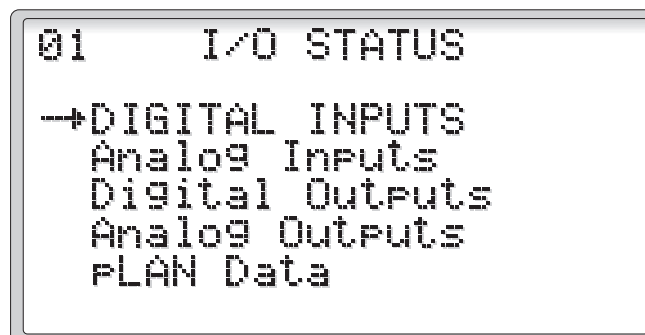 01 I/O STATUS
→DIGITAL INPUTS
Analog Inputs
Digital Outputs
Analog Outputs
pLAN Data